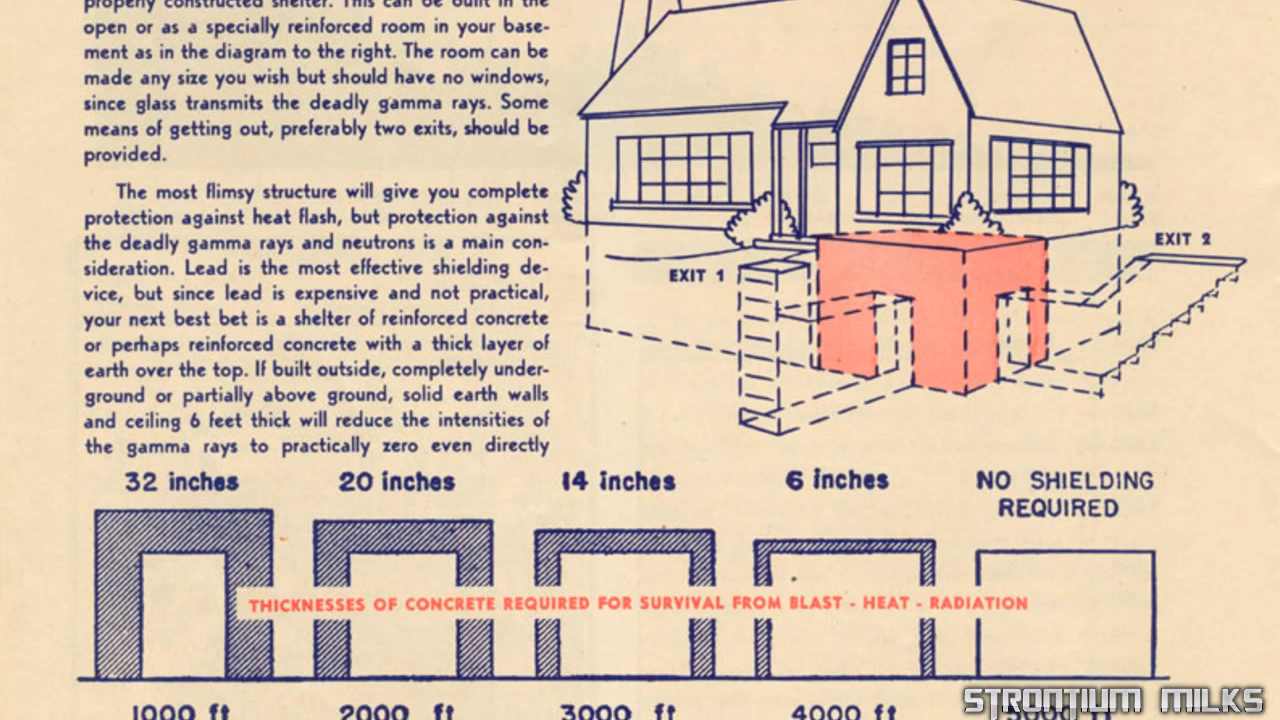 properly constructed shelter. This can be built in the
open or as a specially reinforced room in your base-
ment as in the diagram to the right. The room can be
made any size you wish but should have no windows,
since glass transmits the deadly gamma rays. Some
means of getting out, preferably two exits, should be
provided.
The most flimsy structure will give you complete
protection against heat flash, but protection against
the deadly gamma rays and neutrons is a main con-
sideration. Lead is the most effective shielding de-
vice, but since lead is expensive and not practical,
your next best bet is a shelter of reinforced concrete
or perhaps reinforced concrete with a thick layer of
earth over the top. If built outside, completely under-
ground or partially above ground, solid earth walls
and ceiling 6 feet thick will reduce the intensities of
the gamma rays to practically zero even directly
EXIT 1
EXIT 2
32 inches 20 inches 14 inches 6 inches NO SHIELDING
REQUIRED
THICKNESSES OF CONCRETE REQUIRED FOR SURVIVAL FROM BLAST - HEAT - RADIATION
1000 ft 2000 ft 3000 ft 4000 ft 5000 ft
STRONTIUM MILKS